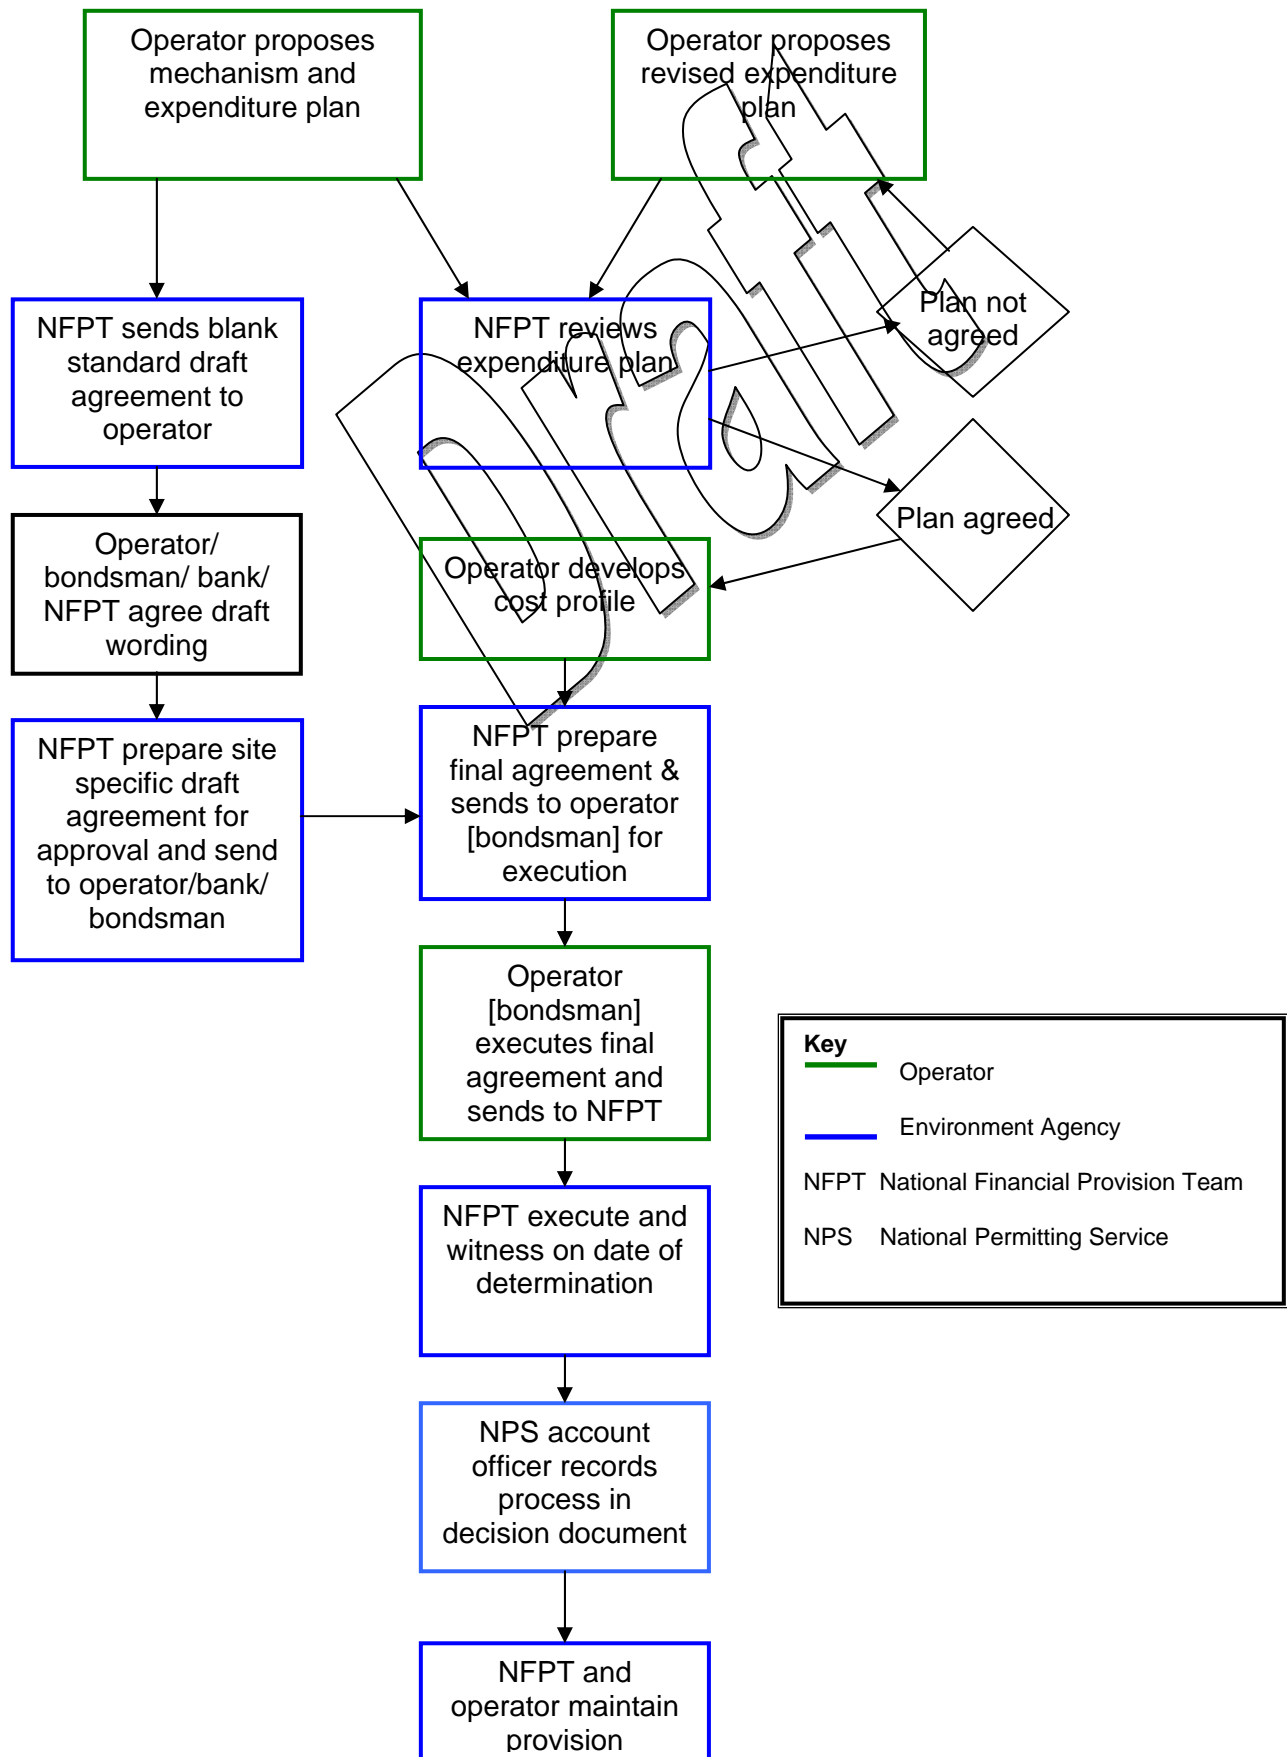 Operator proposes
mechanism and
expenditure plan
Operator proposes
revised expenditure
plan
NFPT sends blank
standard draft
agreement to
operator
NFPT reviews
expenditure plan
Plan not
agreed
Plan agreed
Operator/
bondsman/ bank/
NFPT agree draft
wording
Operator develops
cost profile
NFPT prepare site
specific draft
agreement for
approval and send
to operator/bank/
bondsman
NFPT prepare
final agreement &
sends to operator
[bondsman] for
execution
Operator
[bondsman]
executes final
agreement and
sends to NFPT
NFPT execute and
witness on date of
determination
NPS account
officer records
process in
decision document
NFPT and
operator maintain
provision
Key
Operator
Environment Agency
NFPT National Financial Provision Team
NPS National Permitting Service
Draft